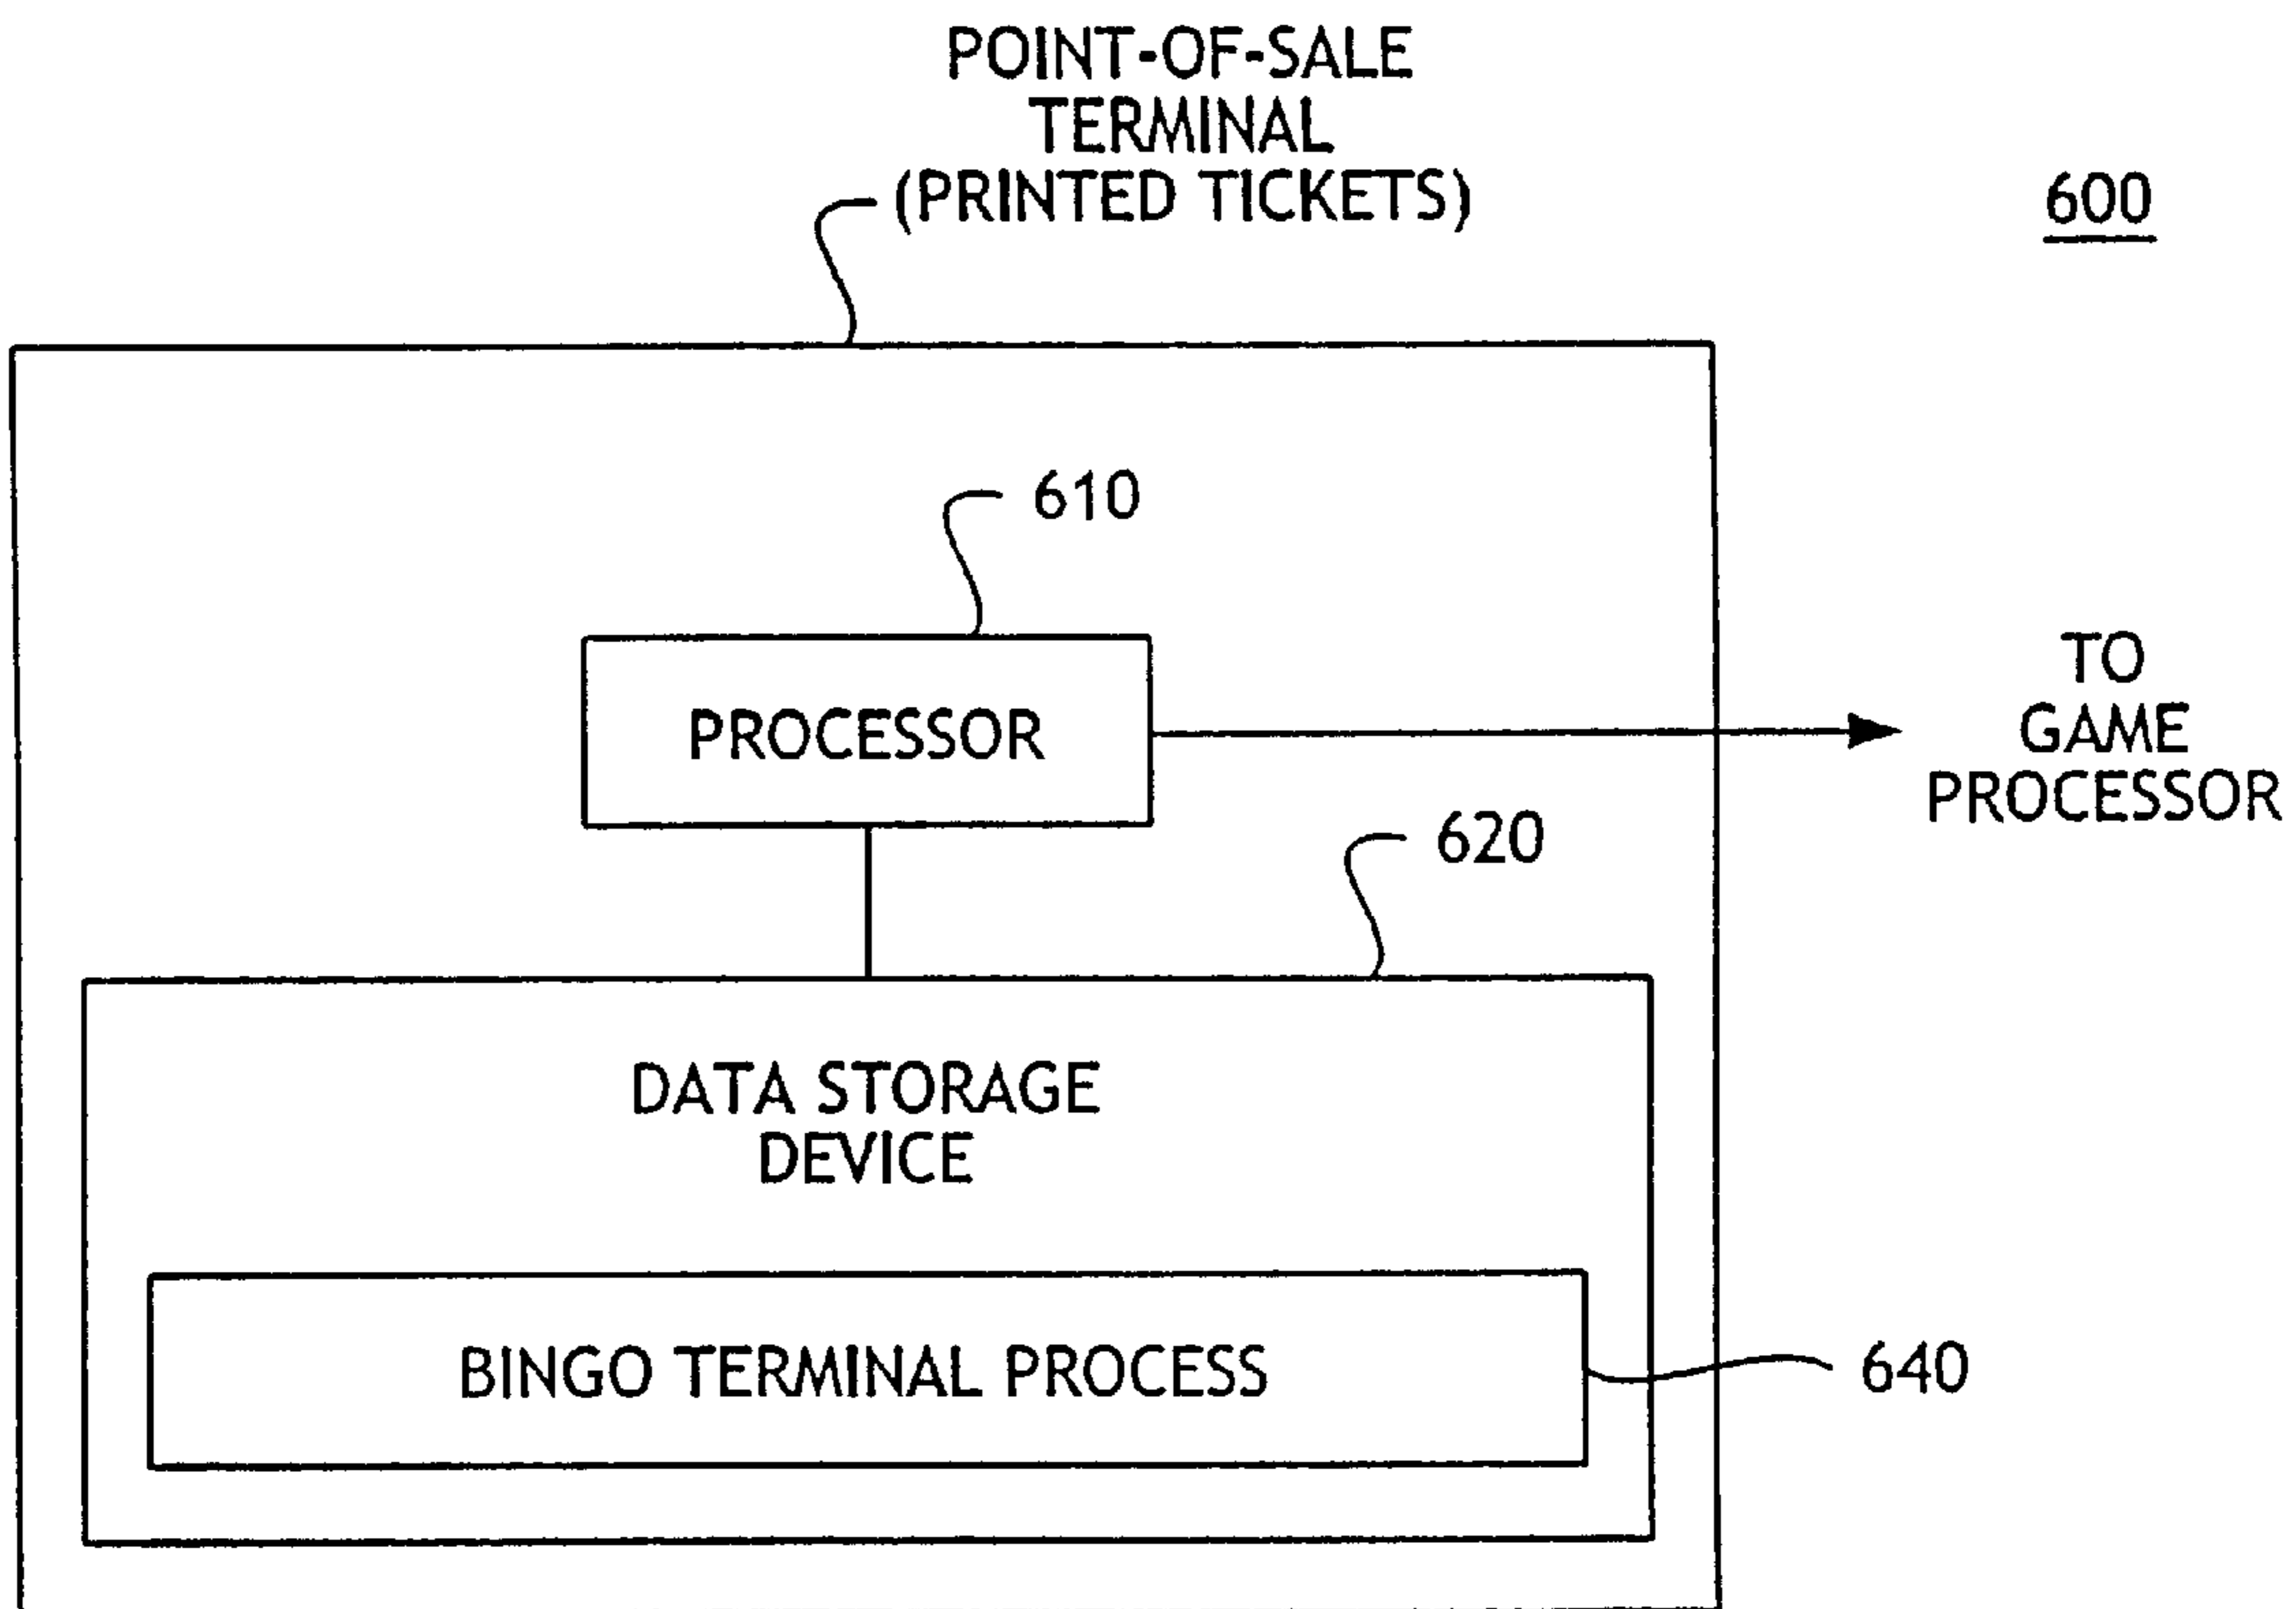 POINT-OF-SALE
TERMINAL
(PRINTED TICKETS)
600
610
PROCESSOR
TO
GAME
PROCESSOR
620
DATA STORAGE
DEVICE
BINGO TERMINAL PROCESS
640